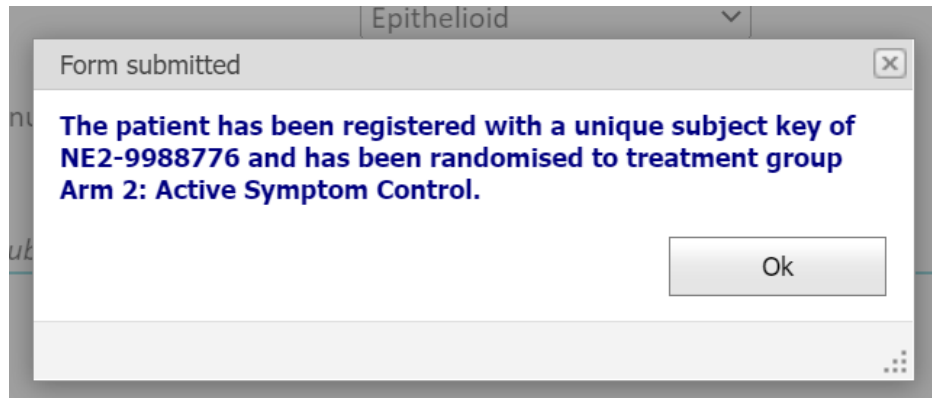 Epithelioid
Form submitted
The patient has been registered with a unique subject key of
NE2-9988776 and has been randomised to treatment group
Arm 2: Active Symptom Control.
Ok